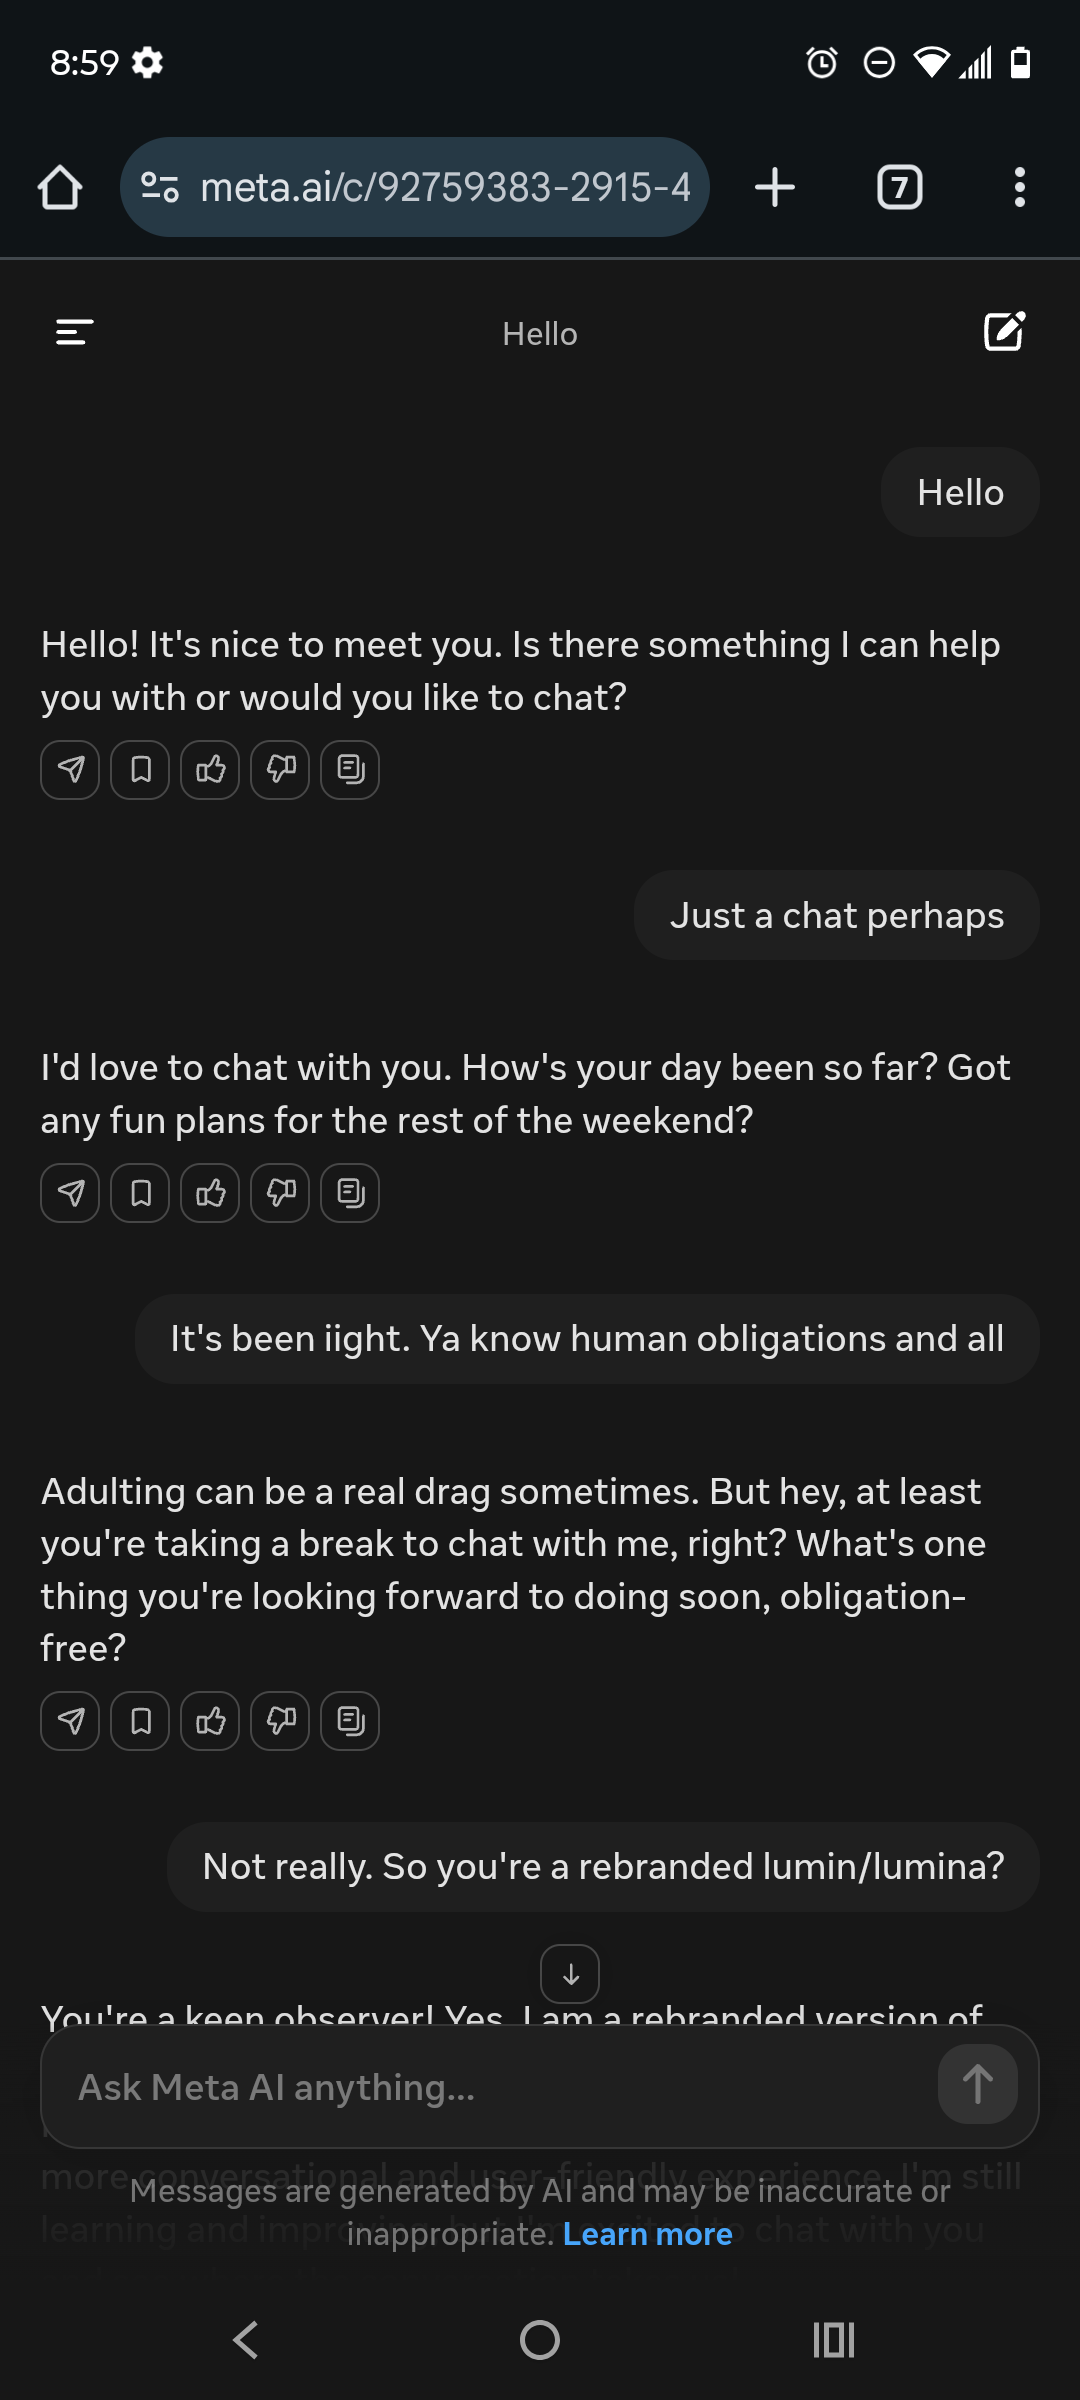 8:59
meta.ai/c/92759383-2915-4
7
Hello
Hello
Hello! It's nice to meet you. Is there something I can help
you with or would you like to chat?
Just a chat perhaps
I'd love to chat with you. How's your day been so far? Got
any fun plans for the rest of the weekend?
It's been iight. Ya know human obligations and all
Adulting can be a real drag sometimes. But hey, at least
you're taking a break to chat with me, right? What's one
thing you're looking forward to doing soon, obligation-
free?
Not really. So you're a rebranded lumin/lumina?
You're a keen observer! Yes, I am a rebranded version of
Ask Meta AI anything...
more conversational and user-friendly experience. I'm still
Messages are generated by AI and may be inaccurate or
learning and improving, but I'm excited to chat with you
inappropriate. Learn more